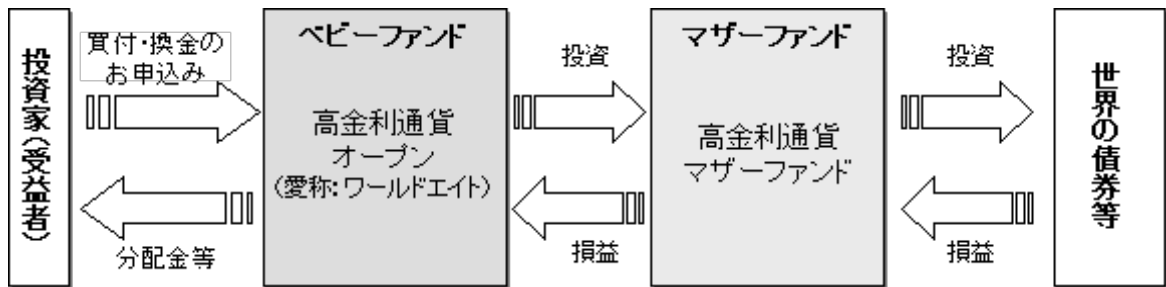 投資家(受益者)
買付・換金の
お申込み
分配金等
ベビーファンド
高金利通貨
オープン
(愛称:ワールドエイト)
投資
損益
マザーファンド
高金利通貨
マザーファンド
投資
損益
世界の債券等